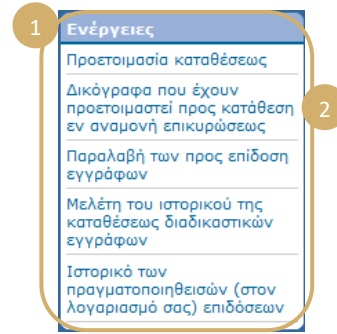 1
Ενέργειες
Προετοιμασία καταθέσεως
Δικόγραφα που έχουν
προετοιμαστεί προς κατάθεση
εν αναμονή επικυρώσεως
2
Παραλαβή των προς επίδοση
εγγράφων
Μελέτη του ιστορικού της
καταθέσεως διαδικαστικών
εγγράφων
Ιστορικό των
πραγματοποιηθεισών (στον
λογαριασμό σας) επιδόσεων